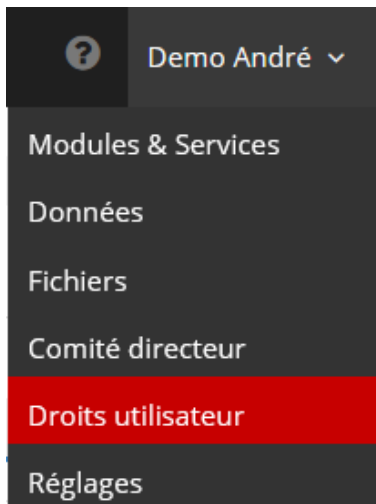 Demo André
Modules & Services
Données
Fichiers
Comité directeur
Droits utilisateur
Réglages